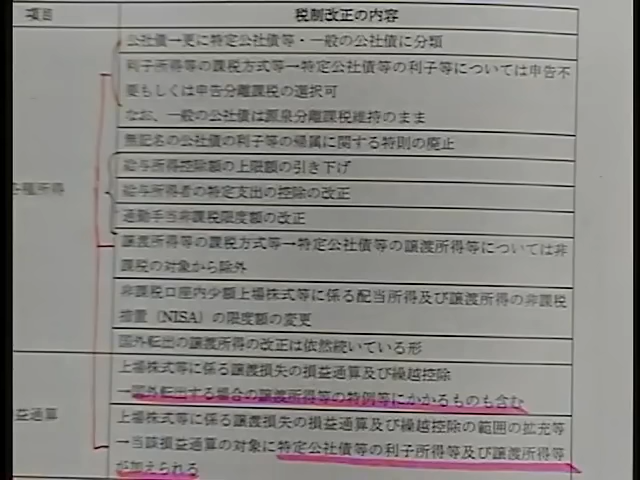 項目
税制改正の内容
公社債→更に特定公社債等・一般の公社債に分類
利子所得等の課税方式等→特定公社債等の利子等については申告不
要もしくは申告分離課税の選択可
なお、一般の公社債は源泉分離課税維持のまま
無記名の公社債の利子等の帰属に関する特則の廃止
各種所得
給与所得控除額の上限額の引き下げ
給与所得者の特定支出の控除の改正
通勤手当非課税限度額の改正
譲渡所得等の課税方式等→特定公社債等の譲渡所得等については非
課税の対象から除外
非課税口座内少額上場株式等に係る配当所得及び譲渡所得の非課税
措置（NISA）の限度額の変更
国外転出の譲渡所得の改正は依然続いている形
上場株式等に係る譲渡損失の損益通算及び繰越控除
→国外転出する場合の譲渡所得等の特則等にかかるものも含む
益通算
上場株式等に係る譲渡損失の損益通算及び繰越控除の範囲の拡充等
→当該損益通算の対象に特定公社債等の利子所得等及び譲渡所得等
が加えられる